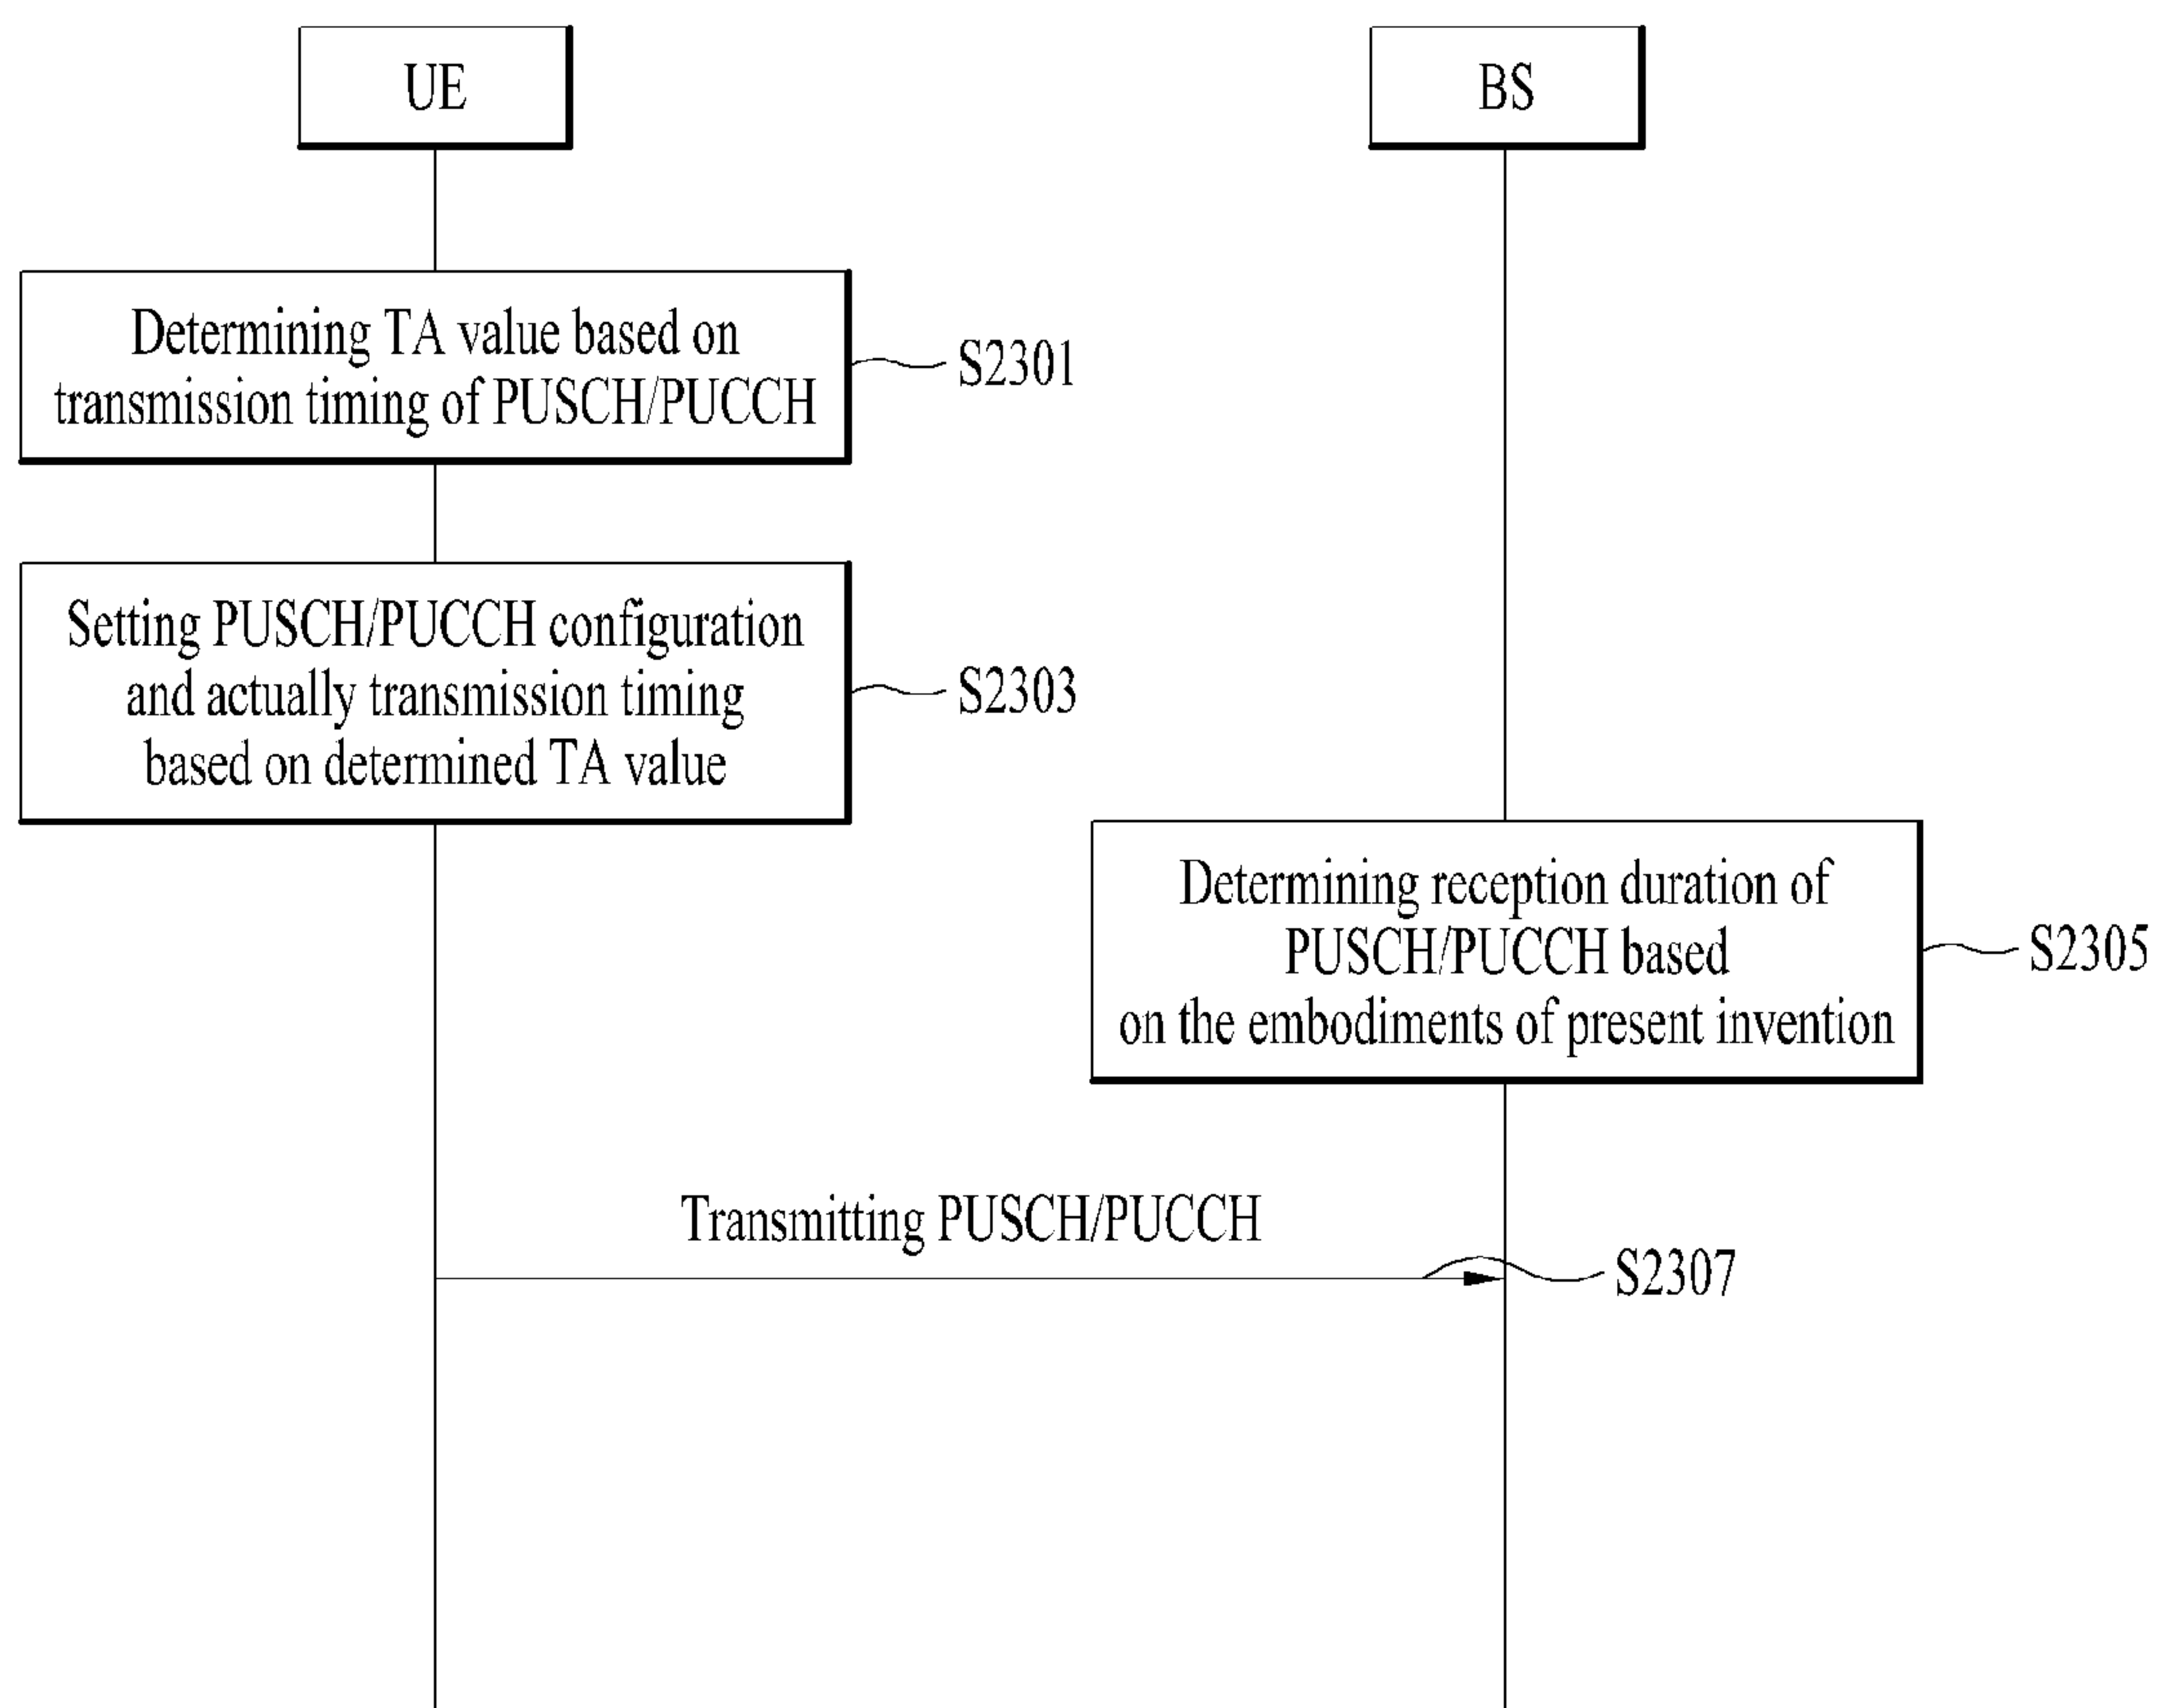 UE
BS
Determining TA value based on
transmission timing of PUSCH/PUCCH
S2301
Setting PUSCH/PUCCH configuration
and actually transmission timing
based on determined TA value
S2303
Determining reception duration of
PUSCH/PUCCH based
on the embodiments of present invention
S2305
Transmitting PUSCH/PUCCH
S2307